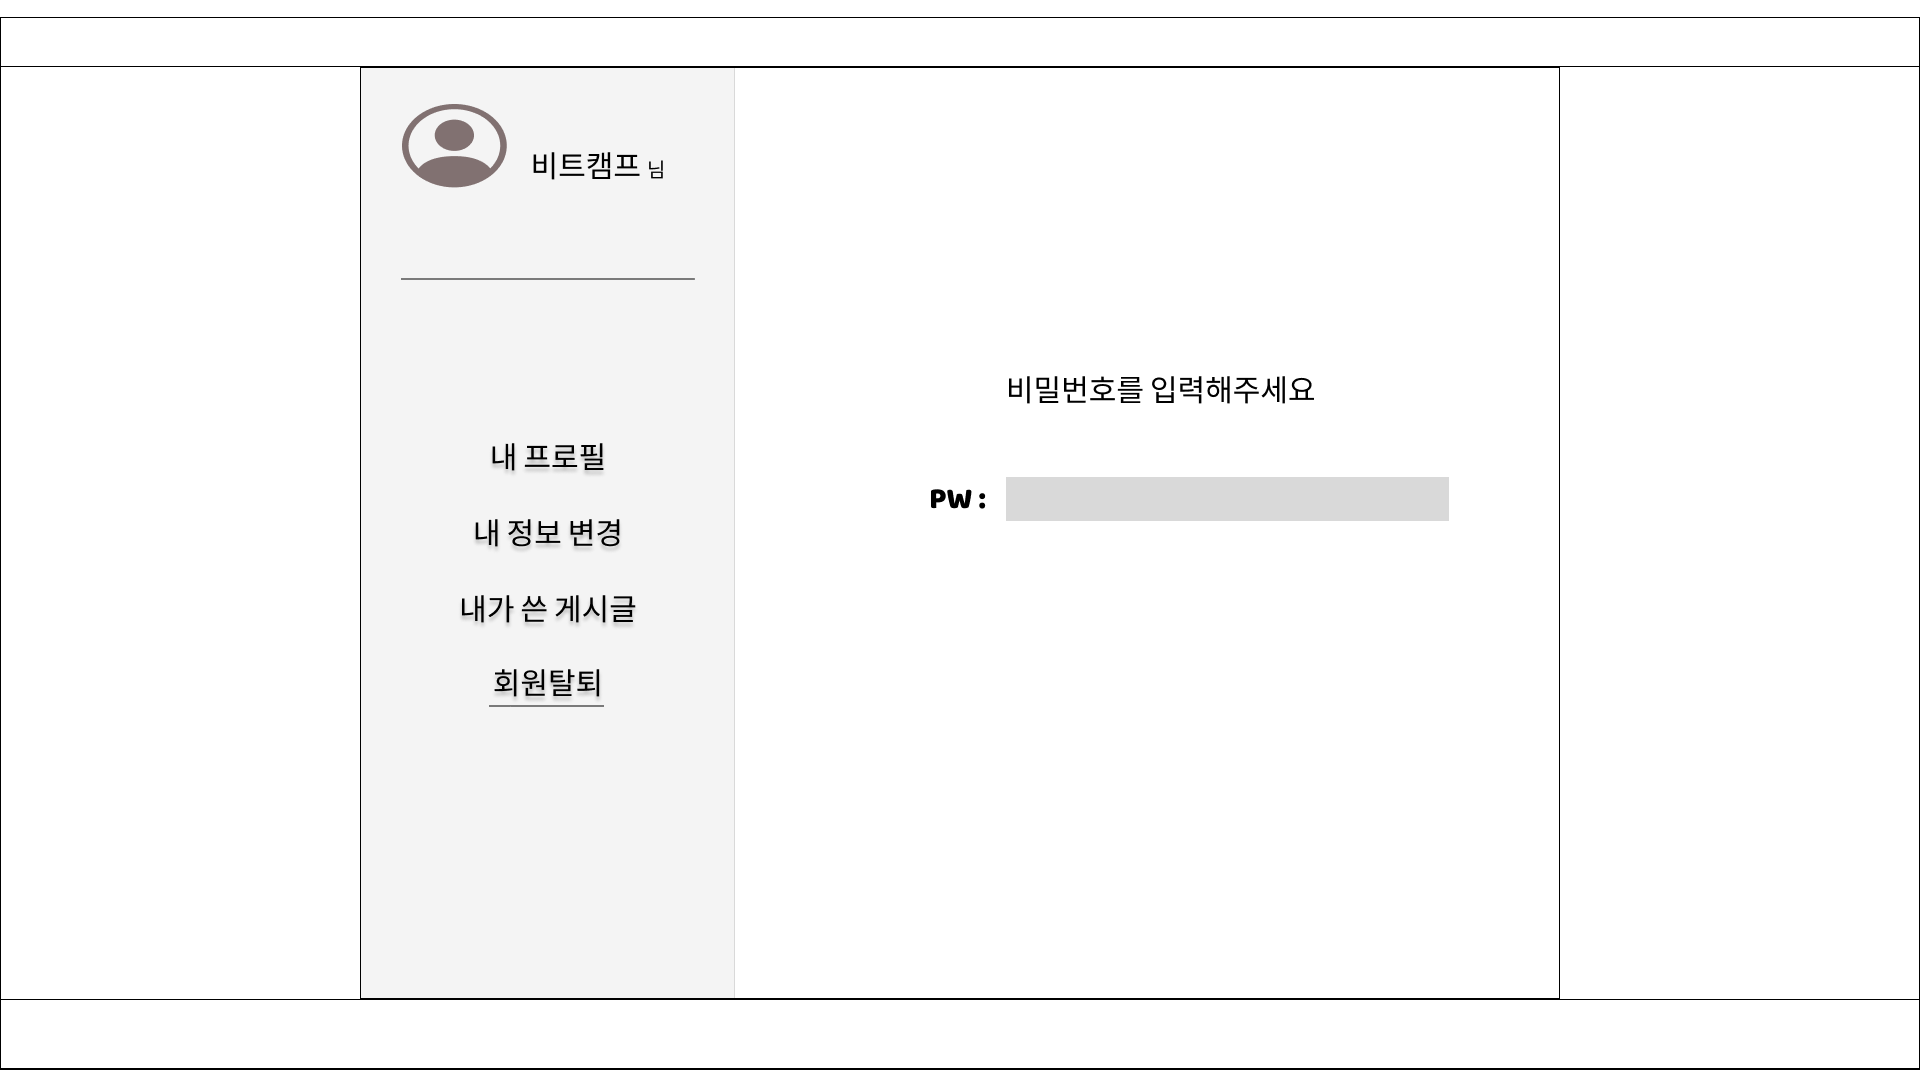 비트캠프 님
내 프로필
내 정보 변경
내가 쓴 게시글
회원탈퇴
비밀번호를 입력해주세요
PW :